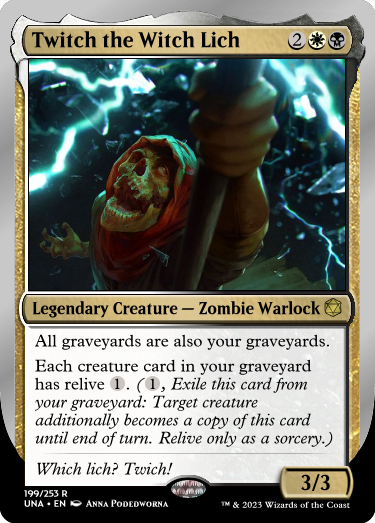 Twitch the Witch Lich 2
Legendary Creature — Zombie Warlock
All graveyards are also your graveyards.
Each creature card in your graveyard
has relive 1. (1, Exile this card from
your graveyard: Target creature
additionally becomes a copy of this card
until end of turn. Relive only as a sorcery.)
Which lich? Twich!
3/3
199/253 R
UNA • EN Anna Podedworna
™ & 2023 Wizards of the Coast